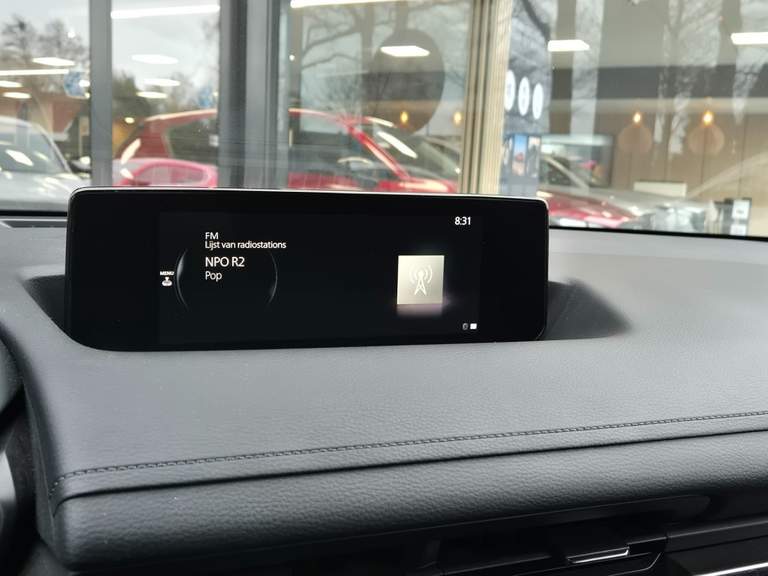 8:31
FM
Lijst van radiostations
NPO R2
Pop
MENU